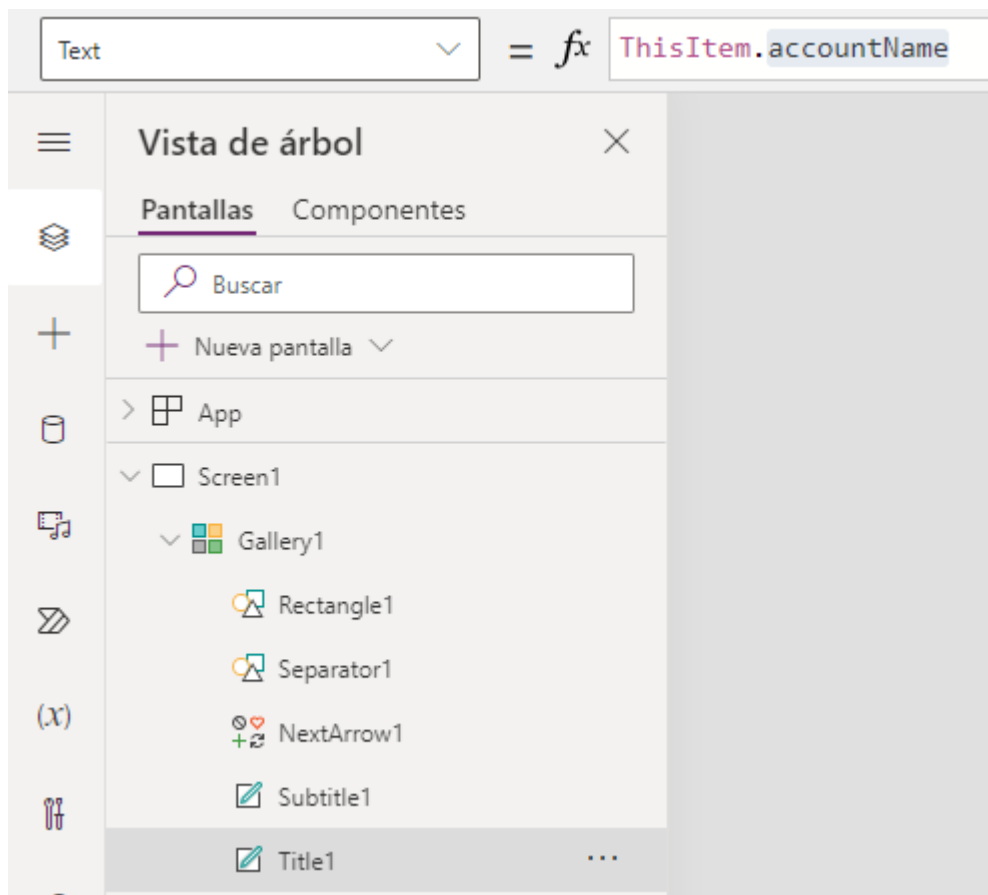 Text = fx ThisItem.accountName
Vista de árbol
Pantallas Componentes
Buscar
Nueva pantalla
App
Screen1
Gallery1
Rectangle1
Separator1
(x) NextArrow1
Subtitle1
Title1 ...